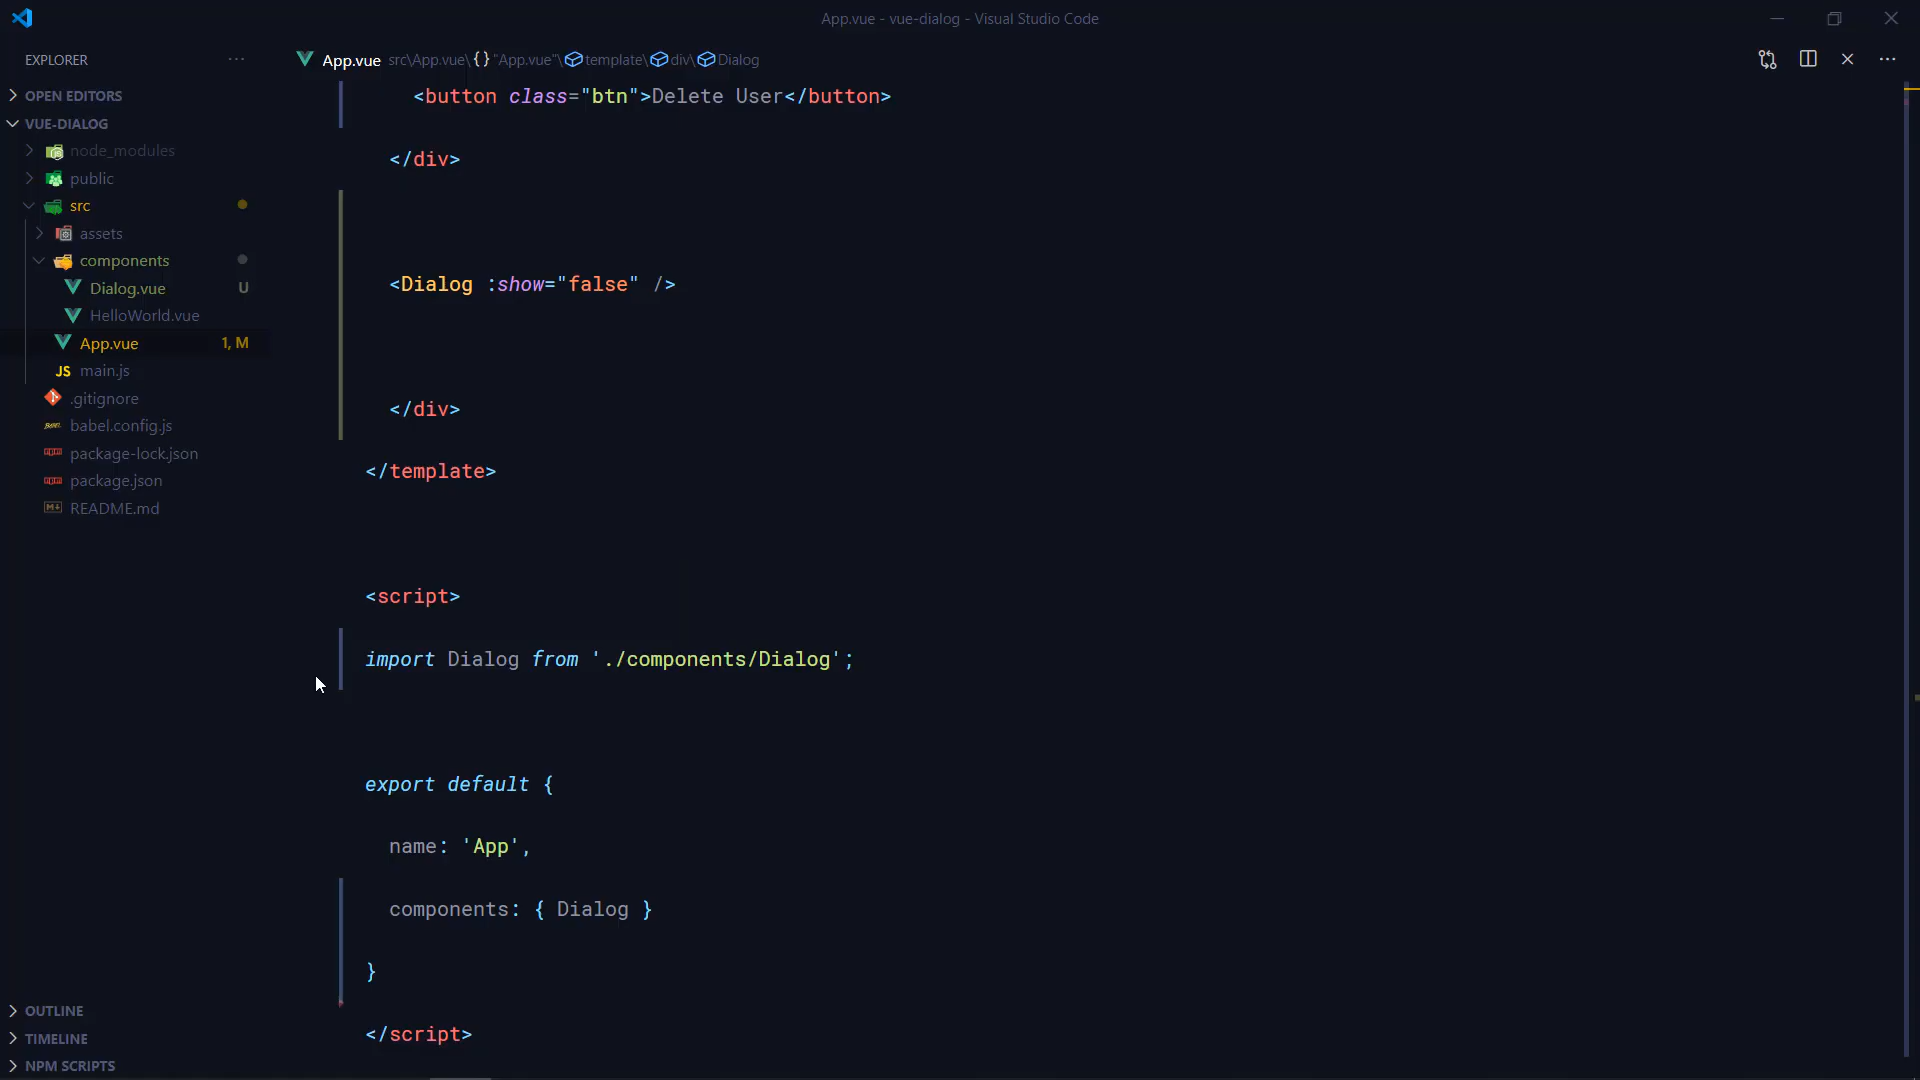 App.vue - vue-dialog - Visual Studio Code
EXPLORER
OPEN EDITORS
VUE-DIALOG
node_modules
public
src
assets
components
Dialog.vue U
HelloWorld.vue
App.vue 1, M
JS main.js
.gitignore
babel.config.js
package-lock.json
package.json
README.md
OUTLINE
TIMELINE
NPM SCRIPTS
App.vue src\App.vue\{}"App.vue"\template\div\Dialog
<button class="btn">Delete User</button>
</div>
<Dialog :show="false" />
</div>
</template>
<script>
import Dialog from './components/Dialog';
export default {
name: 'App',
components: { Dialog }
}
</script>